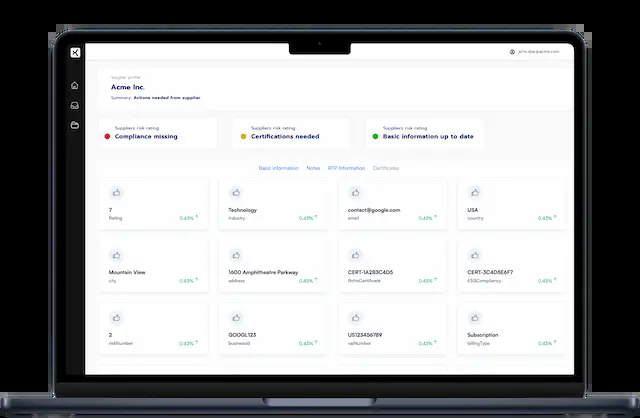 john.doe@acme.com
Supplier profile
Acme Inc.
Summary Actions needed from supplier
Suppliers risk rating
Compliance missing
Suppliers risk rating
Certifications needed
Suppliers risk rating
Basic information up to date
Basic information Notes RTP Information Certificates
7
Rating 0.43%
Technology
industry 0.43%
contact@google.com
email 0.43%
USA
country 0.43%
Mountain View
city 0.43%
1600 Amphitheatre Parkway
address 0.43%
CERT-1A2B3C4D5
0.43%
CERT-3C4D5E6F7
ESGCompliancy 0.43%
2
riskNumber 0.43%
GOOGL123
businessId 0.43%
US123456789
vatNumber 0.43%
Subscription
billingType 0.43%